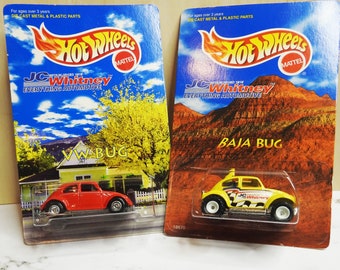 For ages over 3 years
DIE-CAST METAL & PLASTIC PARTS
HOT WHEELS
MATTEL
JC
Whitney
EVERYTHING AUTOMOTIVE
VW BUG
For ages over 3 years
DIE-CAST METAL & PLASTIC PARTS
HOT WHEELS
MATTEL
JC
Whitney
EVERYTHING AUTOMOTIVE
BAJA BUG